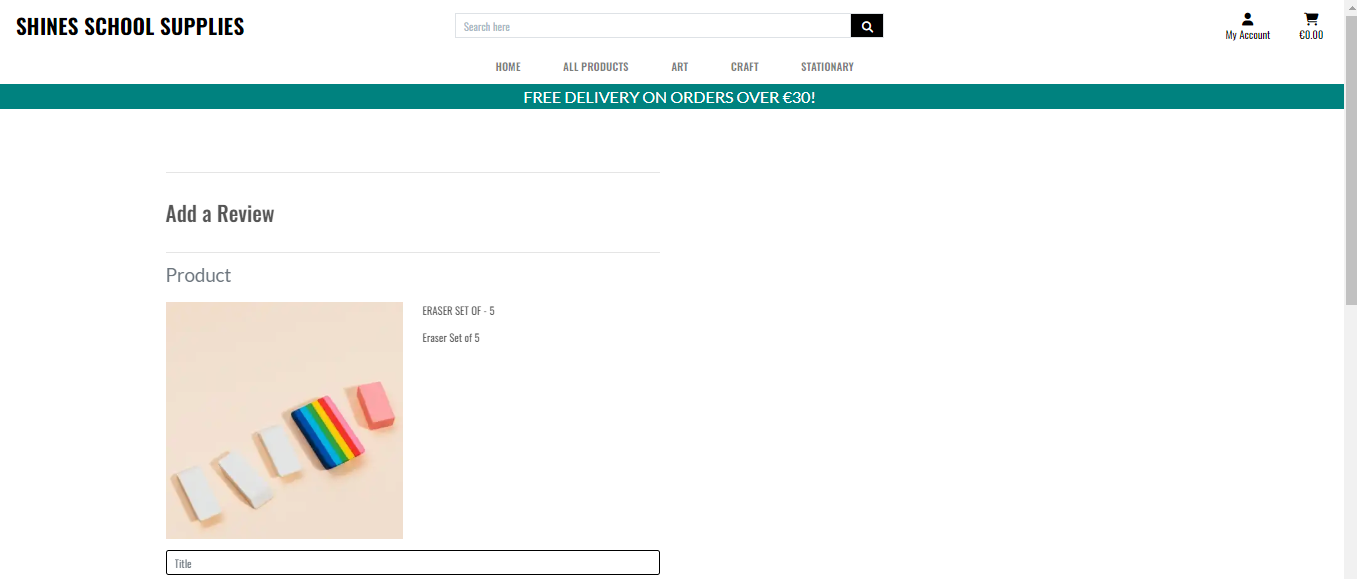 SHINES SCHOOL SUPPLIES
Search here
My Account
€0.00
HOME ALL PRODUCTS ART CRAFT STATIONARY
FREE DELIVERY ON ORDERS OVER €30!
Add a Review
Product
ERASER SET OF - 5
Eraser Set of 5
Title